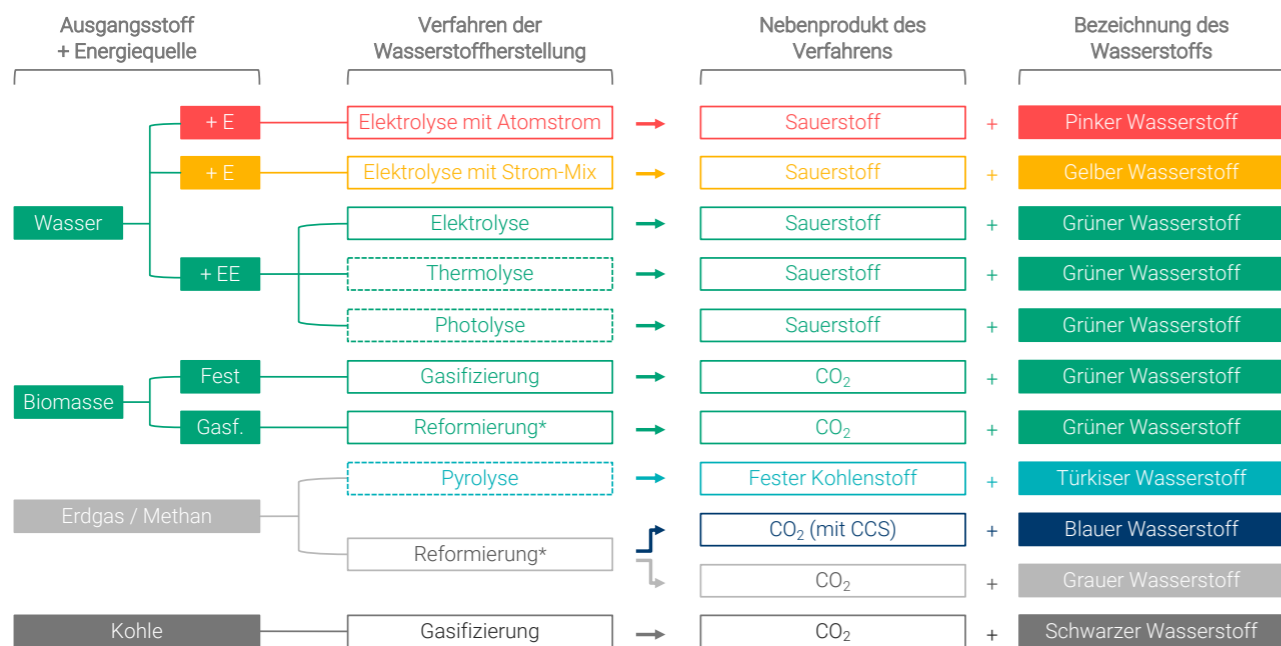 Ausgangsstoff
+ Energiequelle
Verfahren der
Wasserstoffherstellung
Nebenprodukt des
Verfahrens
Bezeichnung des
Wasserstoffs
+ E
Elektrolyse mit Atomstrom
Sauerstoff
+
Pinker Wasserstoff
+ E
Elektrolyse mit Strom-Mix
Sauerstoff
+
Gelber Wasserstoff
Wasser
Elektrolyse
Sauerstoff
+
Grüner Wasserstoff
+ EE
Thermolyse
Sauerstoff
+
Grüner Wasserstoff
Photolyse
Sauerstoff
+
Grüner Wasserstoff
Biomasse
Fest
Gasifizierung
CO₂
+
Grüner Wasserstoff
Gasf.
Reformierung*
CO₂
+
Grüner Wasserstoff
Erdgas / Methan
Pyrolyse
Fester Kohlenstoff
+
Türkiser Wasserstoff
Reformierung*
CO₂ (mit CCS)
+
Blauer Wasserstoff
CO₂
+
Grauer Wasserstoff
Kohle
Gasifizierung
CO₂
+
Schwarzer Wasserstoff